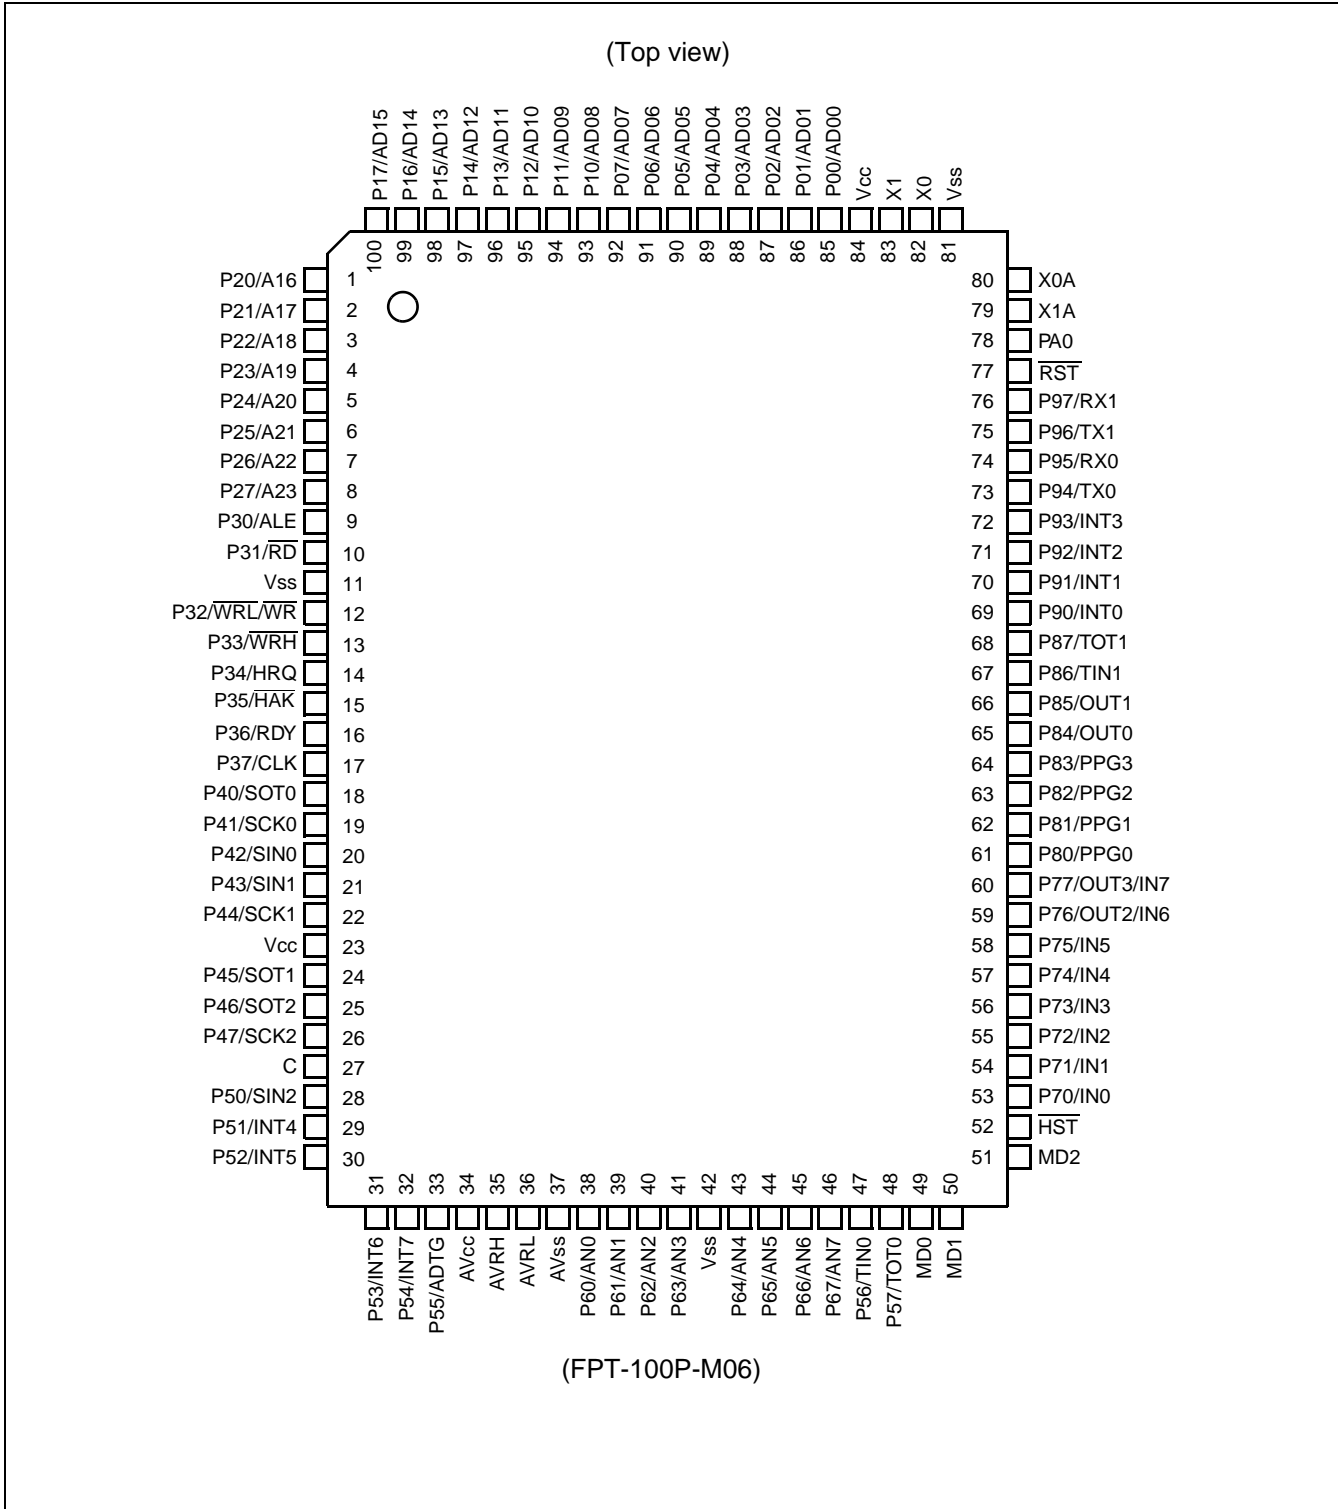 (Top view)
P17/AD15
P16/AD14
P15/AD13
P14/AD12
P13/AD11
P12/AD10
P11/AD09
P10/AD08
P07/AD07
P06/AD06
P05/AD05
P04/AD04
P03/AD03
P02/AD02
P01/AD01
P00/AD00
Vcc
X1
X0
Vss
100
99
98
97
96
95
94
93
92
91
90
89
88
87
86
85
84
83
82
81
P20/A16 1
P21/A17 2
P22/A18 3
P23/A19 4
P24/A20 5
P25/A21 6
P26/A22 7
P27/A23 8
P30/ALE 9
P31/R̅D̅ 10
Vss 11
P32/W̅R̅L̅/W̅R̅ 12
P33/W̅R̅H̅ 13
P34/HRQ 14
P35/H̅A̅K̅ 15
P36/RDY 16
P37/CLK 17
P40/SOT0 18
P41/SCK0 19
P42/SIN0 20
P43/SIN1 21
P44/SCK1 22
Vcc 23
P45/SOT1 24
P46/SOT2 25
P47/SCK2 26
C 27
P50/SIN2 28
P51/INT4 29
P52/INT5 30
80 X0A
79 X1A
78 PA0
77 R̅S̅T̅
76 P97/RX1
75 P96/TX1
74 P95/RX0
73 P94/TX0
72 P93/INT3
71 P92/INT2
70 P91/INT1
69 P90/INT0
68 P87/TOT1
67 P86/TIN1
66 P85/OUT1
65 P84/OUT0
64 P83/PPG3
63 P82/PPG2
62 P81/PPG1
61 P80/PPG0
60 P77/OUT3/IN7
59 P76/OUT2/IN6
58 P75/IN5
57 P74/IN4
56 P73/IN3
55 P72/IN2
54 P71/IN1
53 P70/IN0
52 H̅S̅T̅
51 MD2
31
32
33
34
35
36
37
38
39
40
41
42
43
44
45
46
47
48
49
50
P53/INT6
P54/INT7
P55/ADTG
AVcc
AVRH
AVRL
AVss
P60/AN0
P61/AN1
P62/AN2
P63/AN3
Vss
P64/AN4
P65/AN5
P66/AN6
P67/AN7
P56/TIN0
P57/TOT0
MD0
MD1
(FPT-100P-M06)